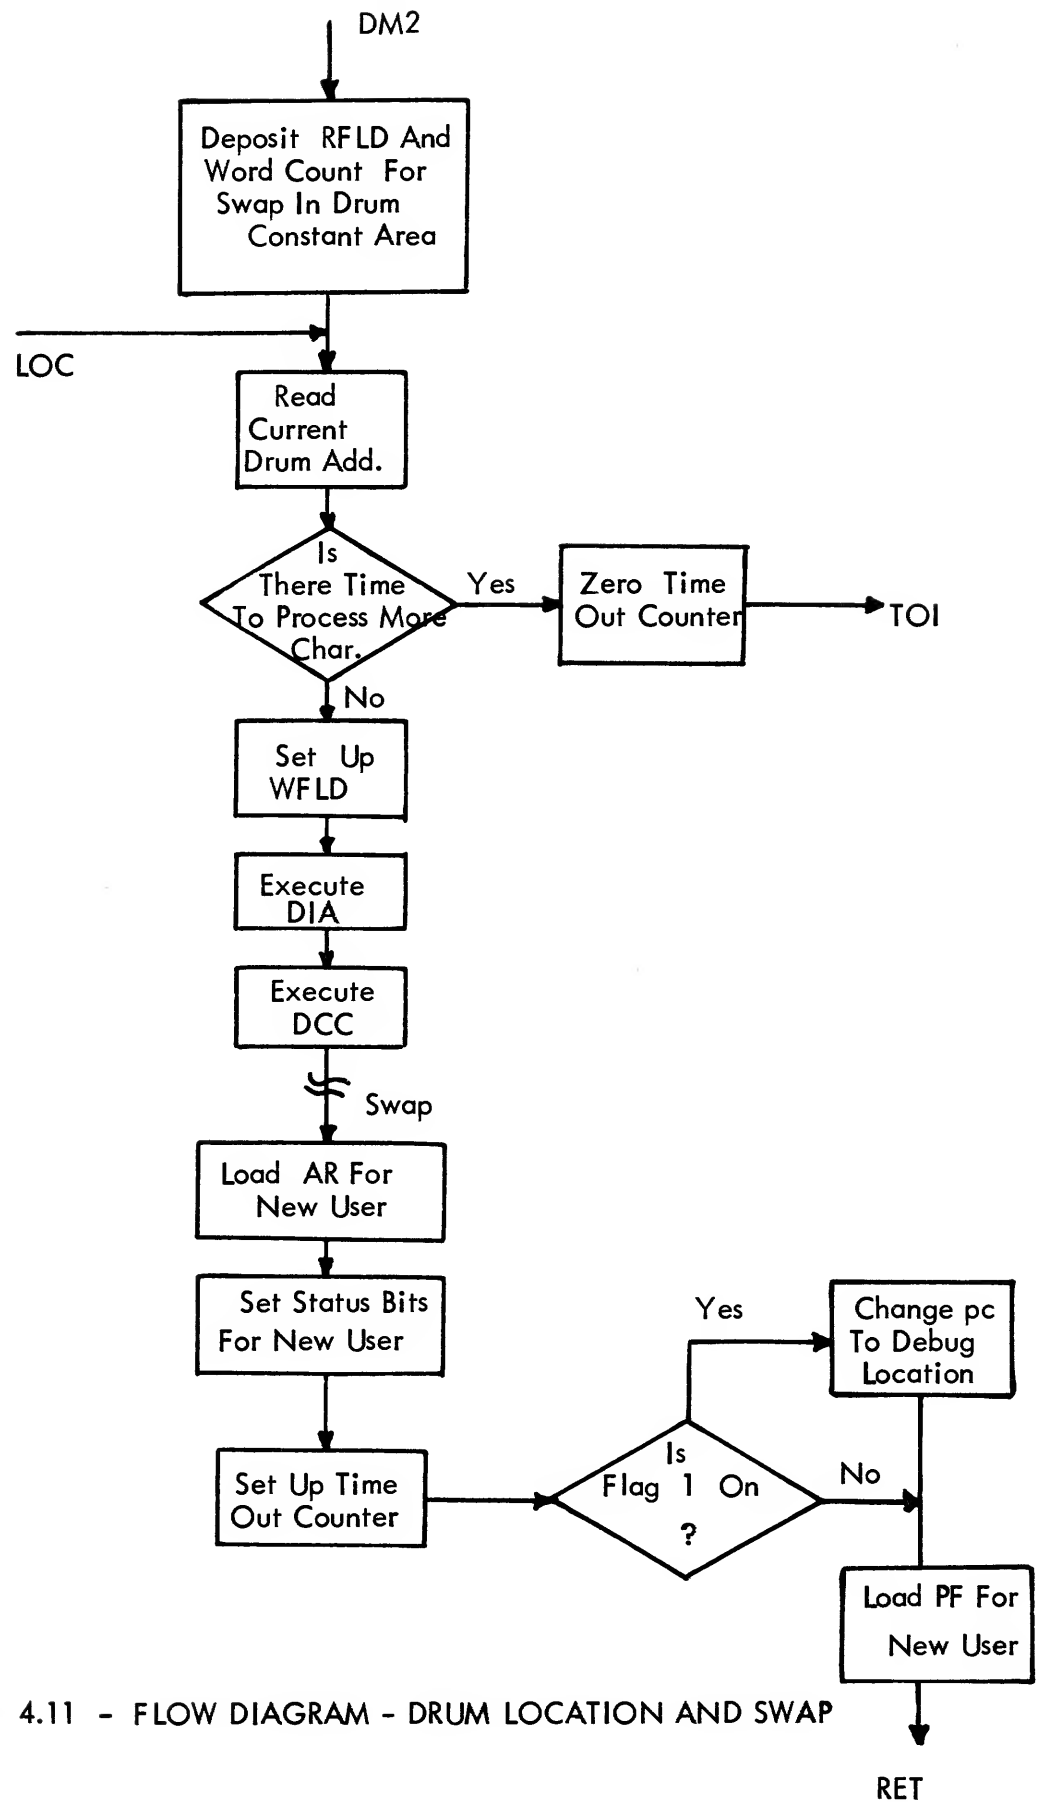 DM2
Deposit RFLD And
Word Count For
Swap In Drum
Constant Area
LOC
Read
Current
Drum Add.
Is
There Time
To Process More
Char.
Yes
Zero Time
Out Counter
TOI
No
Set Up
WFLD
Execute
DIA
Execute
DCC
Swap
Load AR For
New User
Set Status Bits
For New User
Set Up Time
Out Counter
Is
Flag 1 On
?
Yes
Change pc
To Debug
Location
No
Load PF For
New User
4.11 - FLOW DIAGRAM - DRUM LOCATION AND SWAP
RET